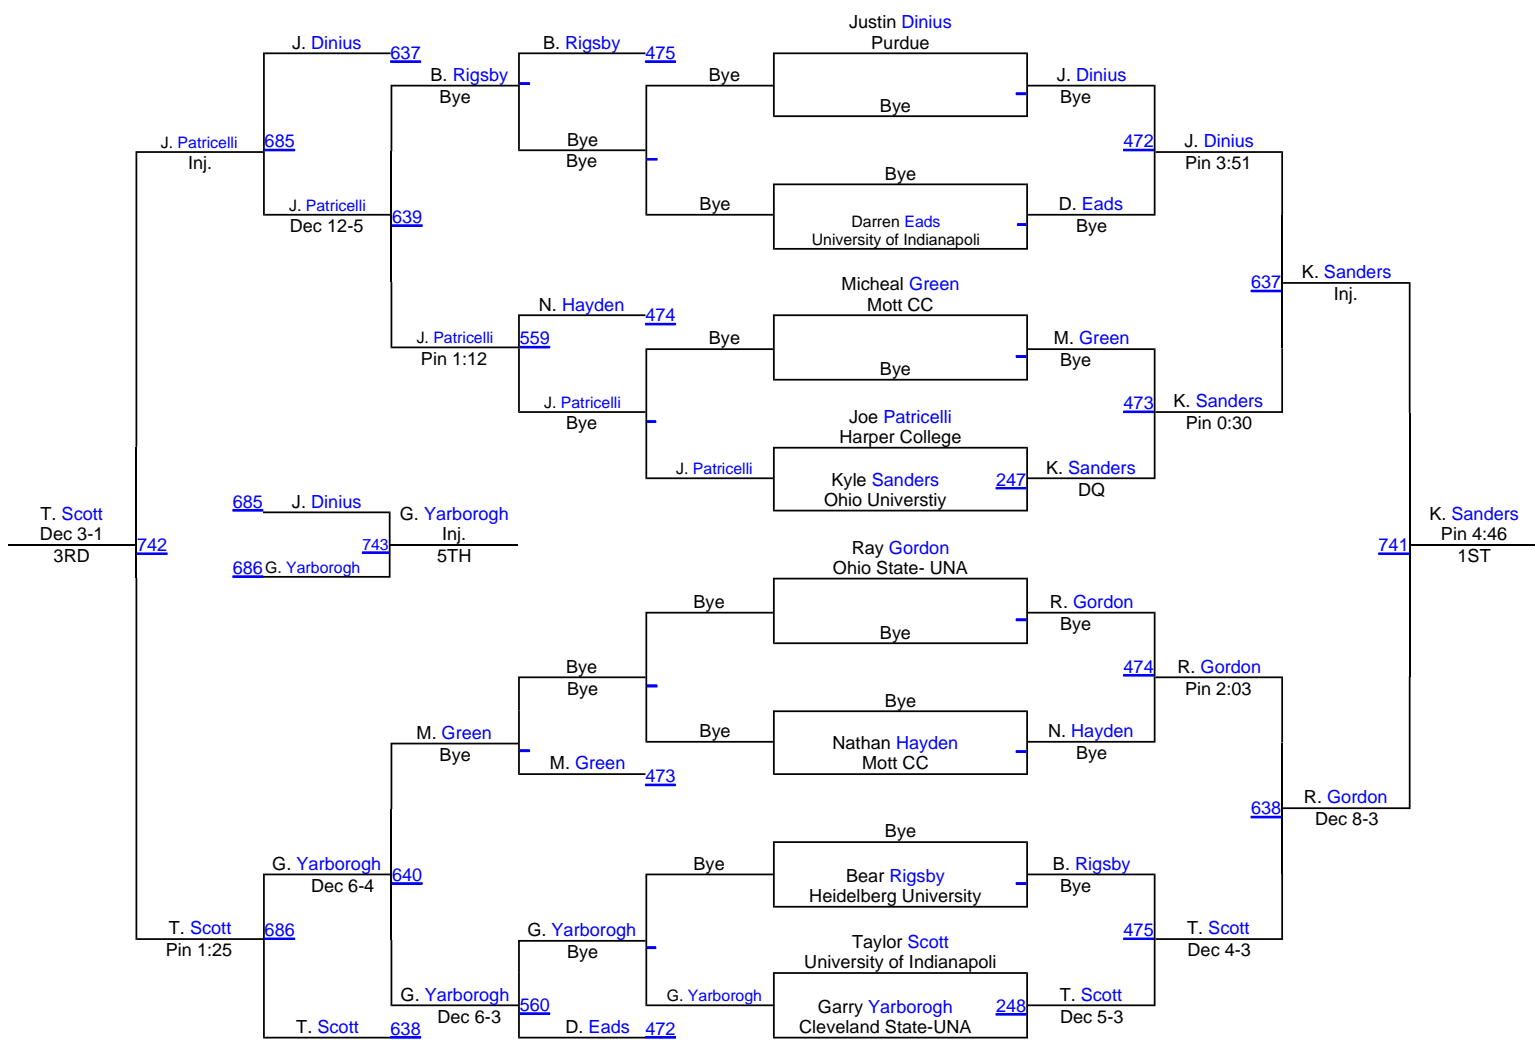 Justin Dinius
Purdue
J. Dinius
637
B. Rigsby
475
B. Rigsby
Bye
Bye
J. Dinius
Bye
Bye
J. Patricelli
Inj.
685
Bye
Bye
472
J. Dinius
Pin 3:51
Bye
J. Patricelli
Dec 12-5
639
Bye
Darren Eads
University of Indianapoli
D. Eads
Bye
Micheal Green
Mott CC
637
K. Sanders
Inj.
N. Hayden
474
J. Patricelli
Pin 1:12
559
Bye
M. Green
Bye
Bye
J. Patricelli
Bye
473
K. Sanders
Pin 0:30
Joe Patricelli
Harper College
J. Patricelli
Kyle Sanders
Ohio Universtiy
247
K. Sanders
DQ
685
J. Dinius
T. Scott
Dec 3-1
3RD
742
743
G. Yarborogh
Inj.
5TH
686
G. Yarborogh
741
K. Sanders
Pin 4:46
1ST
Ray Gordon
Ohio State- UNA
Bye
R. Gordon
Bye
Bye
Bye
Bye
474
R. Gordon
Pin 2:03
Bye
M. Green
Bye
Bye
Nathan Hayden
Mott CC
N. Hayden
Bye
M. Green
473
638
R. Gordon
Dec 8-3
Bye
G. Yarborogh
Dec 6-4
640
Bye
Bear Rigsby
Heidelberg University
B. Rigsby
Bye
T. Scott
Pin 1:25
686
G. Yarborogh
Bye
475
T. Scott
Dec 4-3
Taylor Scott
University of Indianapoli
G. Yarborogh
Dec 6-3
560
G. Yarborogh
Garry Yarborogh
Cleveland State-UNA
248
T. Scott
Dec 5-3
T. Scott
638
D. Eads
472